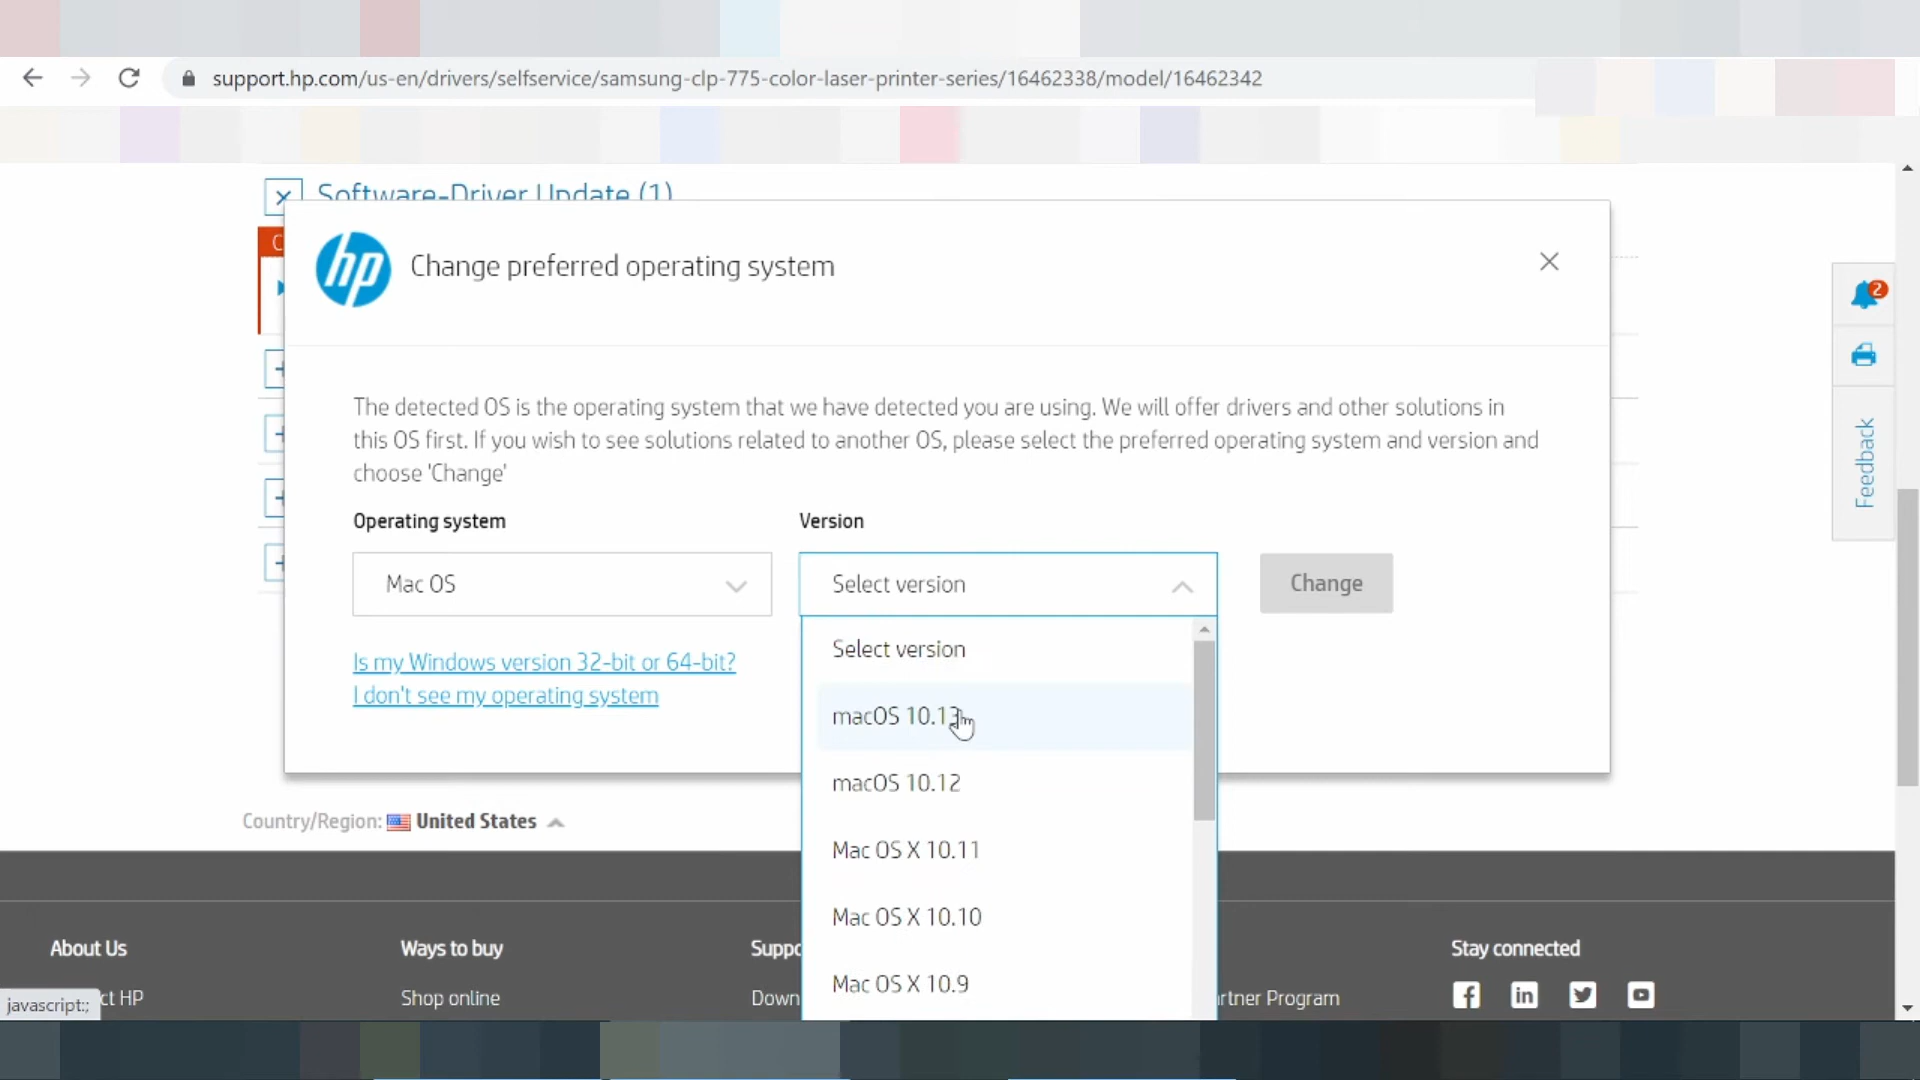 support.hp.com/us-en/drivers/selfservice/samsung-clp-775-color-laser-printer-series/16462338/model/16462342
Software-Driver Update (1)
hp
Change preferred operating system
2
The detected OS is the operating system that we have detected you are using. We will offer drivers and other solutions in
this OS first. If you wish to see solutions related to another OS, please select the preferred operating system and version and
choose 'Change'
Feedback
Operating system
Version
Mac OS
Select version
Change
Select version
Is my Windows version 32-bit or 64-bit?
I don't see my operating system
macOS 10.13
macOS 10.12
Country/Region: United States
Mac OS X 10.11
Mac OS X 10.10
About Us
Ways to buy
Suppo
Stay connected
Mac OS X 10.9
javascript:;
ct HP
Shop online
Down
rtner Program